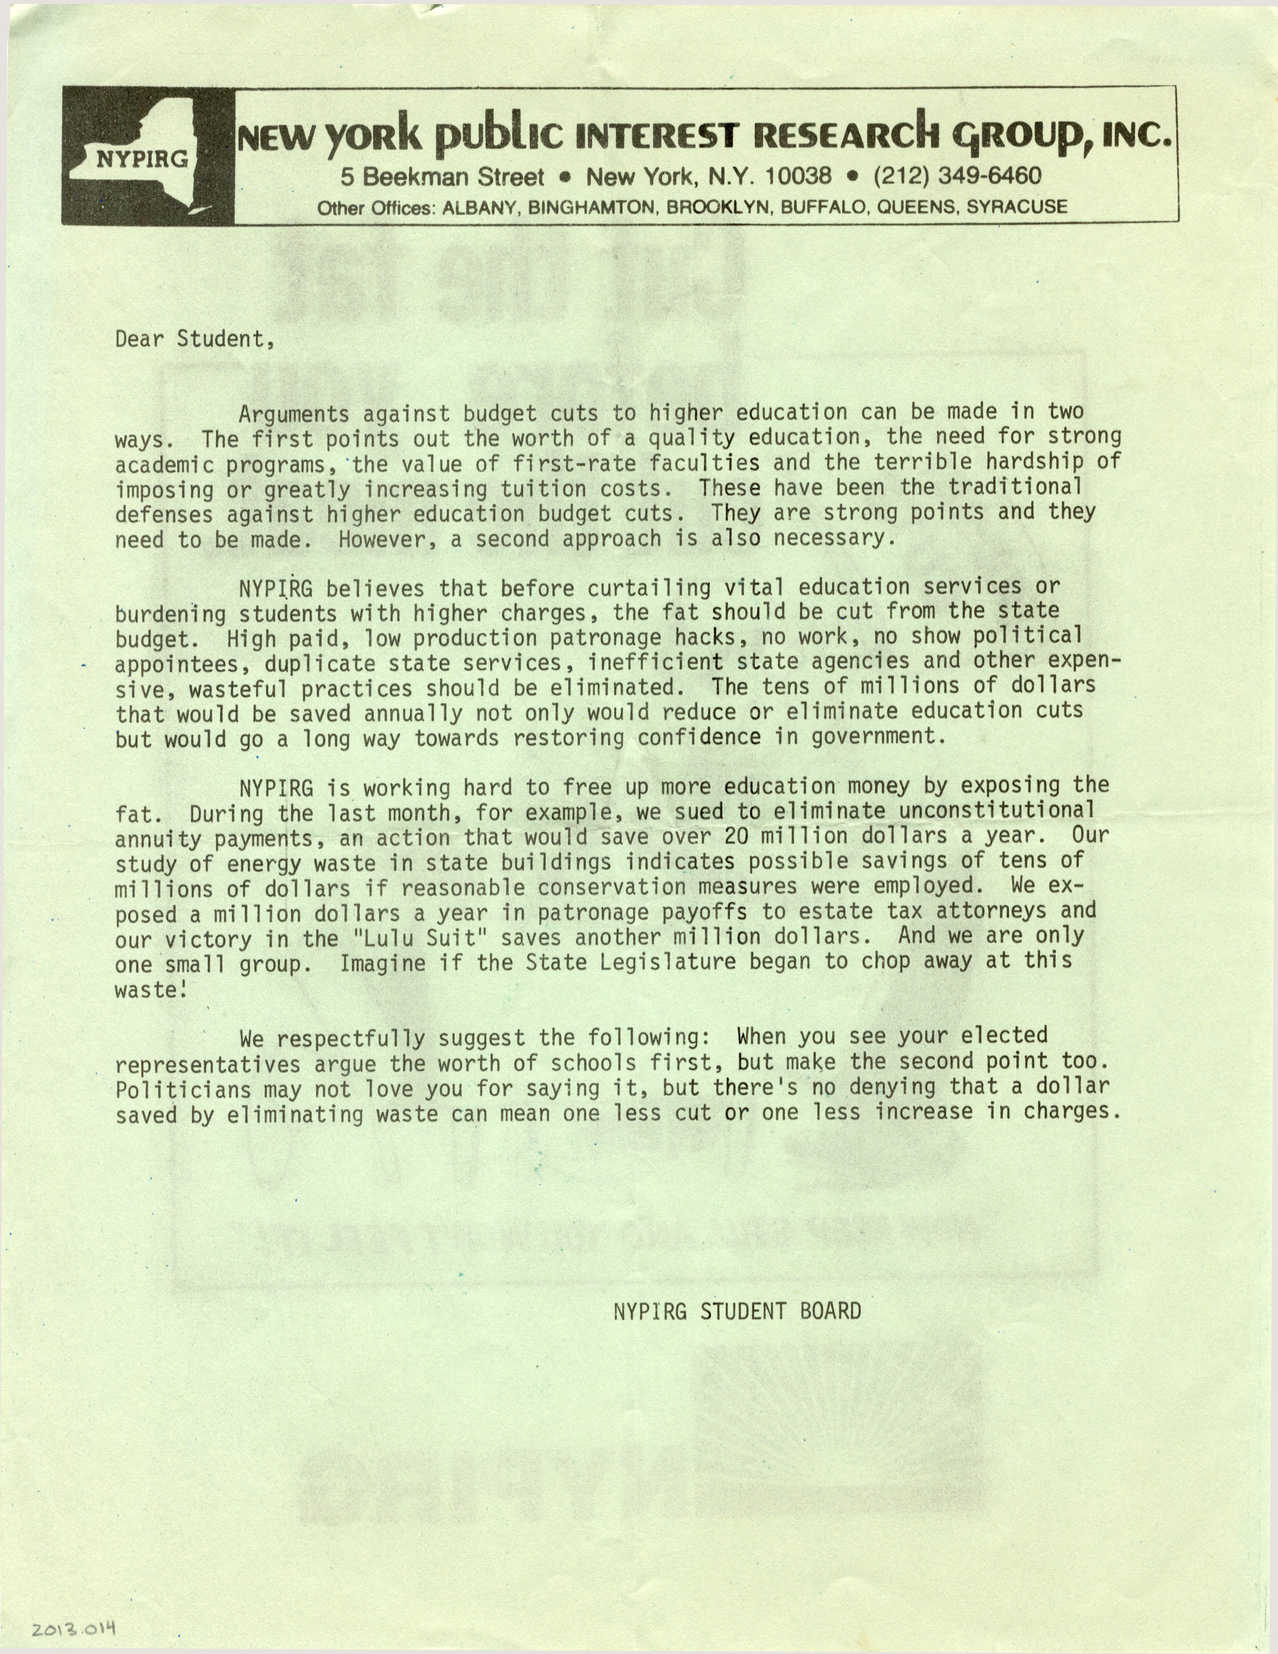 NYPIRG
NEW YORK PUBLIC INTEREST RESEARCH GROUP, INC.
5 Beekman Street • New York, N.Y. 10038 • (212) 349-6460
Other Offices: ALBANY, BINGHAMTON, BROOKLYN, BUFFALO, QUEENS, SYRACUSE
Dear Student,
Arguments against budget cuts to higher education can be made in two
ways. The first points out the worth of a quality education, the need for strong
academic programs, the value of first-rate faculties and the terrible hardship of
imposing or greatly increasing tuition costs. These have been the traditional
defenses against higher education budget cuts. They are strong points and they
need to be made. However, a second approach is also necessary.
NYPIRG believes that before curtailing vital education services or
burdening students with higher charges, the fat should be cut from the state
budget. High paid, low production patronage hacks, no work, no show political
appointees, duplicate state services, inefficient state agencies and other expen-
sive, wasteful practices should be eliminated. The tens of millions of dollars
that would be saved annually not only would reduce or eliminate education cuts
but would go a long way towards restoring confidence in government.
NYPIRG is working hard to free up more education money by exposing the
fat. During the last month, for example, we sued to eliminate unconstitutional
annuity payments, an action that would save over 20 million dollars a year. Our
study of energy waste in state buildings indicates possible savings of tens of
millions of dollars if reasonable conservation measures were employed. We ex-
posed a million dollars a year in patronage payoffs to estate tax attorneys and
our victory in the "Lulu Suit" saves another million dollars. And we are only
one small group. Imagine if the State Legislature began to chop away at this
waste!
We respectfully suggest the following: When you see your elected
representatives argue the worth of schools first, but make the second point too.
Politicians may not love you for saying it, but there's no denying that a dollar
saved by eliminating waste can mean one less cut or one less increase in charges.
NYPIRG STUDENT BOARD
2013.014